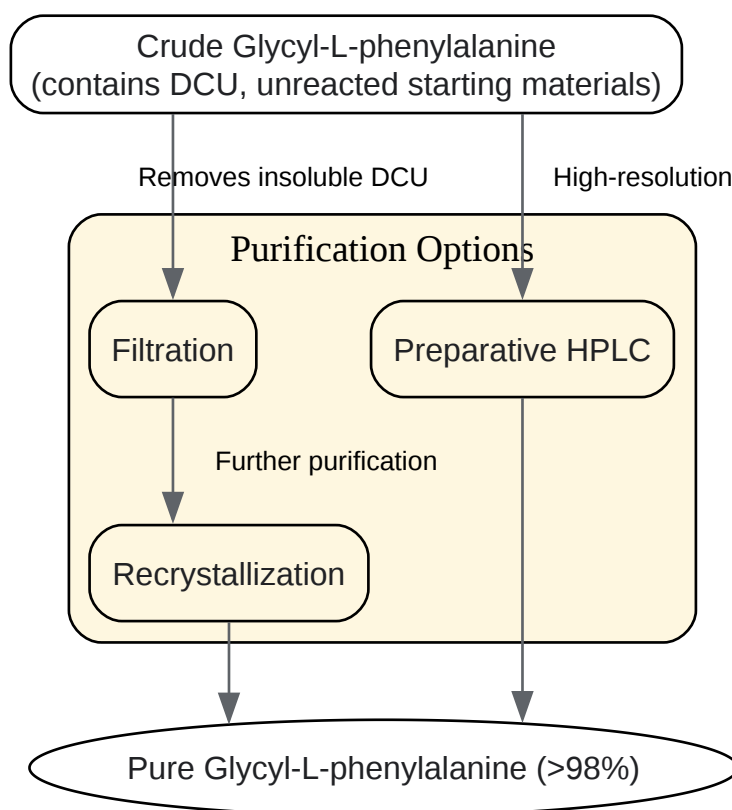 Crude Glycyl-L-phenylalanine
(contains DCU, unreacted starting materials)
Removes insoluble DCU
High-resolution
Purification Options
Filtration
Preparative HPLC
Further purification
Recrystallization
Pure Glycyl-L-phenylalanine (>98%)